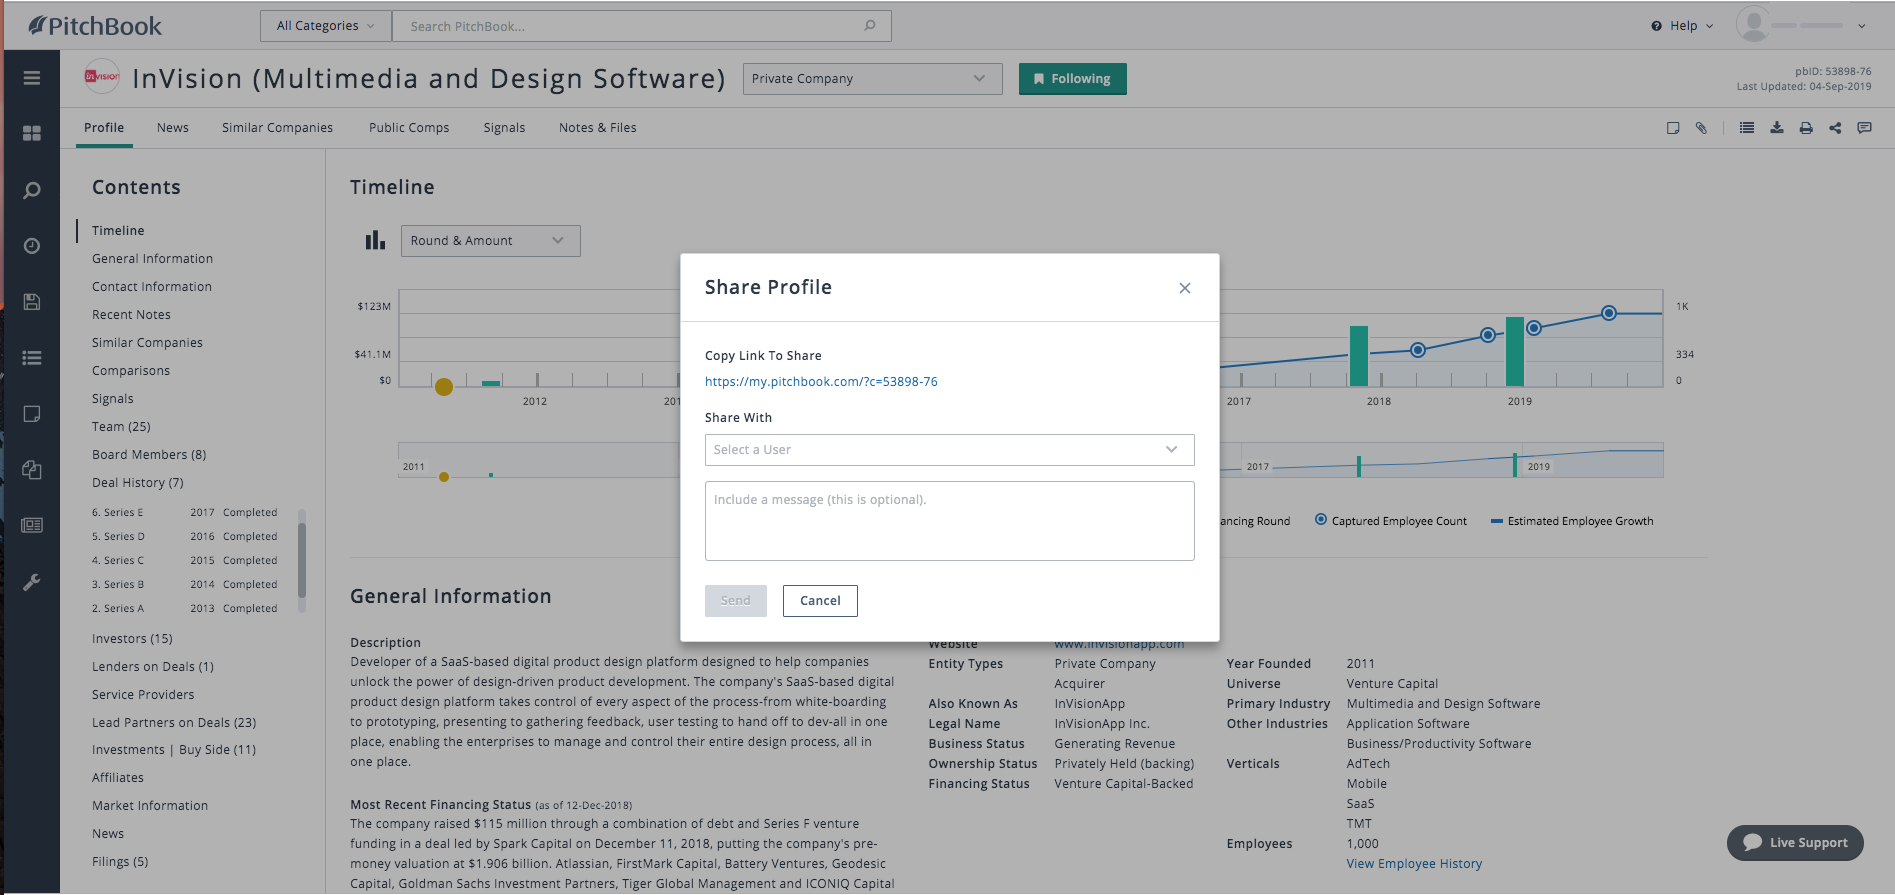 PitchBook
All Categories
Search PitchBook...
Help
invision
InVision (Multimedia and Design Software)
Private Company
Following
pbID: 53898-76
Last Updated: 04-Sep-2019
Profile
News
Similar Companies
Public Comps
Signals
Notes & Files
Contents
Timeline
General Information
Contact Information
Recent Notes
Similar Companies
Comparisons
Signals
Team (25)
Board Members (8)
Deal History (7)
6. Series E 2017 Completed
5. Series D 2016 Completed
4. Series C 2015 Completed
3. Series B 2014 Completed
2. Series A 2013 Completed
Investors (15)
Lenders on Deals (1)
Service Providers
Lead Partners on Deals (23)
Investments | Buy Side (11)
Affiliates
Market Information
News
Filings (5)
Timeline
Round & Amount
$123M
$41.1M
$0
2012
201
2017
2018
2019
1K
334
0
2011
2017
2019
ancing Round
Captured Employee Count
Estimated Employee Growth
Share Profile
Copy Link To Share
https://my.pitchbook.com/?c=53898-76
Share With
Select a User
Include a message (this is optional).
Send
Cancel
General Information
Description
Developer of a SaaS-based digital product design platform designed to help companies
unlock the power of design-driven product development. The company's SaaS-based digital
product design platform takes control of every aspect of the process-from white-boarding
to prototyping, presenting to gathering feedback, user testing to hand off to dev-all in one
place, enabling the enterprises to manage and control their entire design process, all in
one place.
Most Recent Financing Status (as of 12-Dec-2018)
The company raised $115 million through a combination of debt and Series F venture
funding in a deal led by Spark Capital on December 11, 2018, putting the company's pre-
money valuation at $1.906 billion. Atlassian, FirstMark Capital, Battery Ventures, Geodesic
Capital, Goldman Sachs Investment Partners, Tiger Global Management and ICONIQ Capital
Website www.invisionapp.com
Entity Types Private Company
Acquirer
Also Known As InVisionApp
Legal Name InVisionApp Inc.
Business Status Generating Revenue
Ownership Status Privately Held (backing)
Financing Status Venture Capital-Backed
Year Founded 2011
Universe Venture Capital
Primary Industry Multimedia and Design Software
Other Industries Application Software
Business/Productivity Software
Verticals AdTech
Mobile
SaaS
TMT
Employees 1,000
View Employee History
Live Support